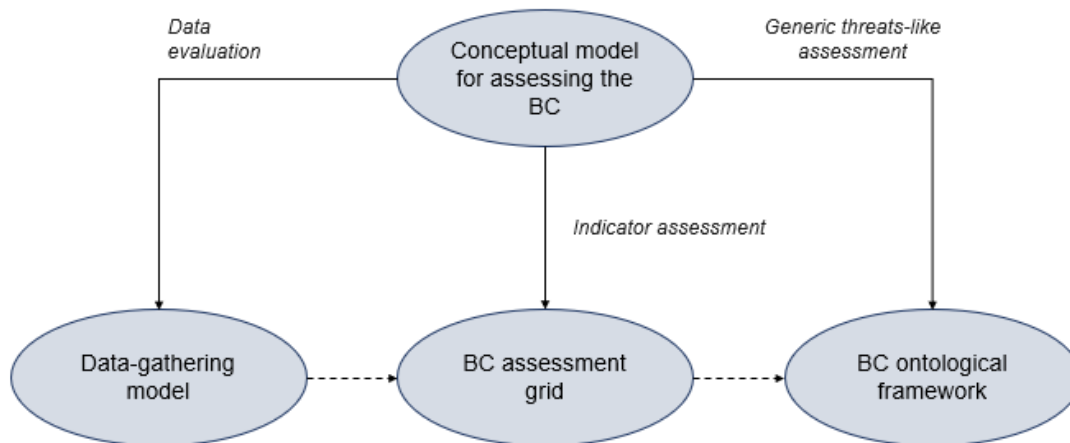 Data
evaluation
Conceptual model
for assessing the
BC
Generic threats-like
assessment
Indicator assessment
Data-gathering
model
BC assessment
grid
BC ontological
framework